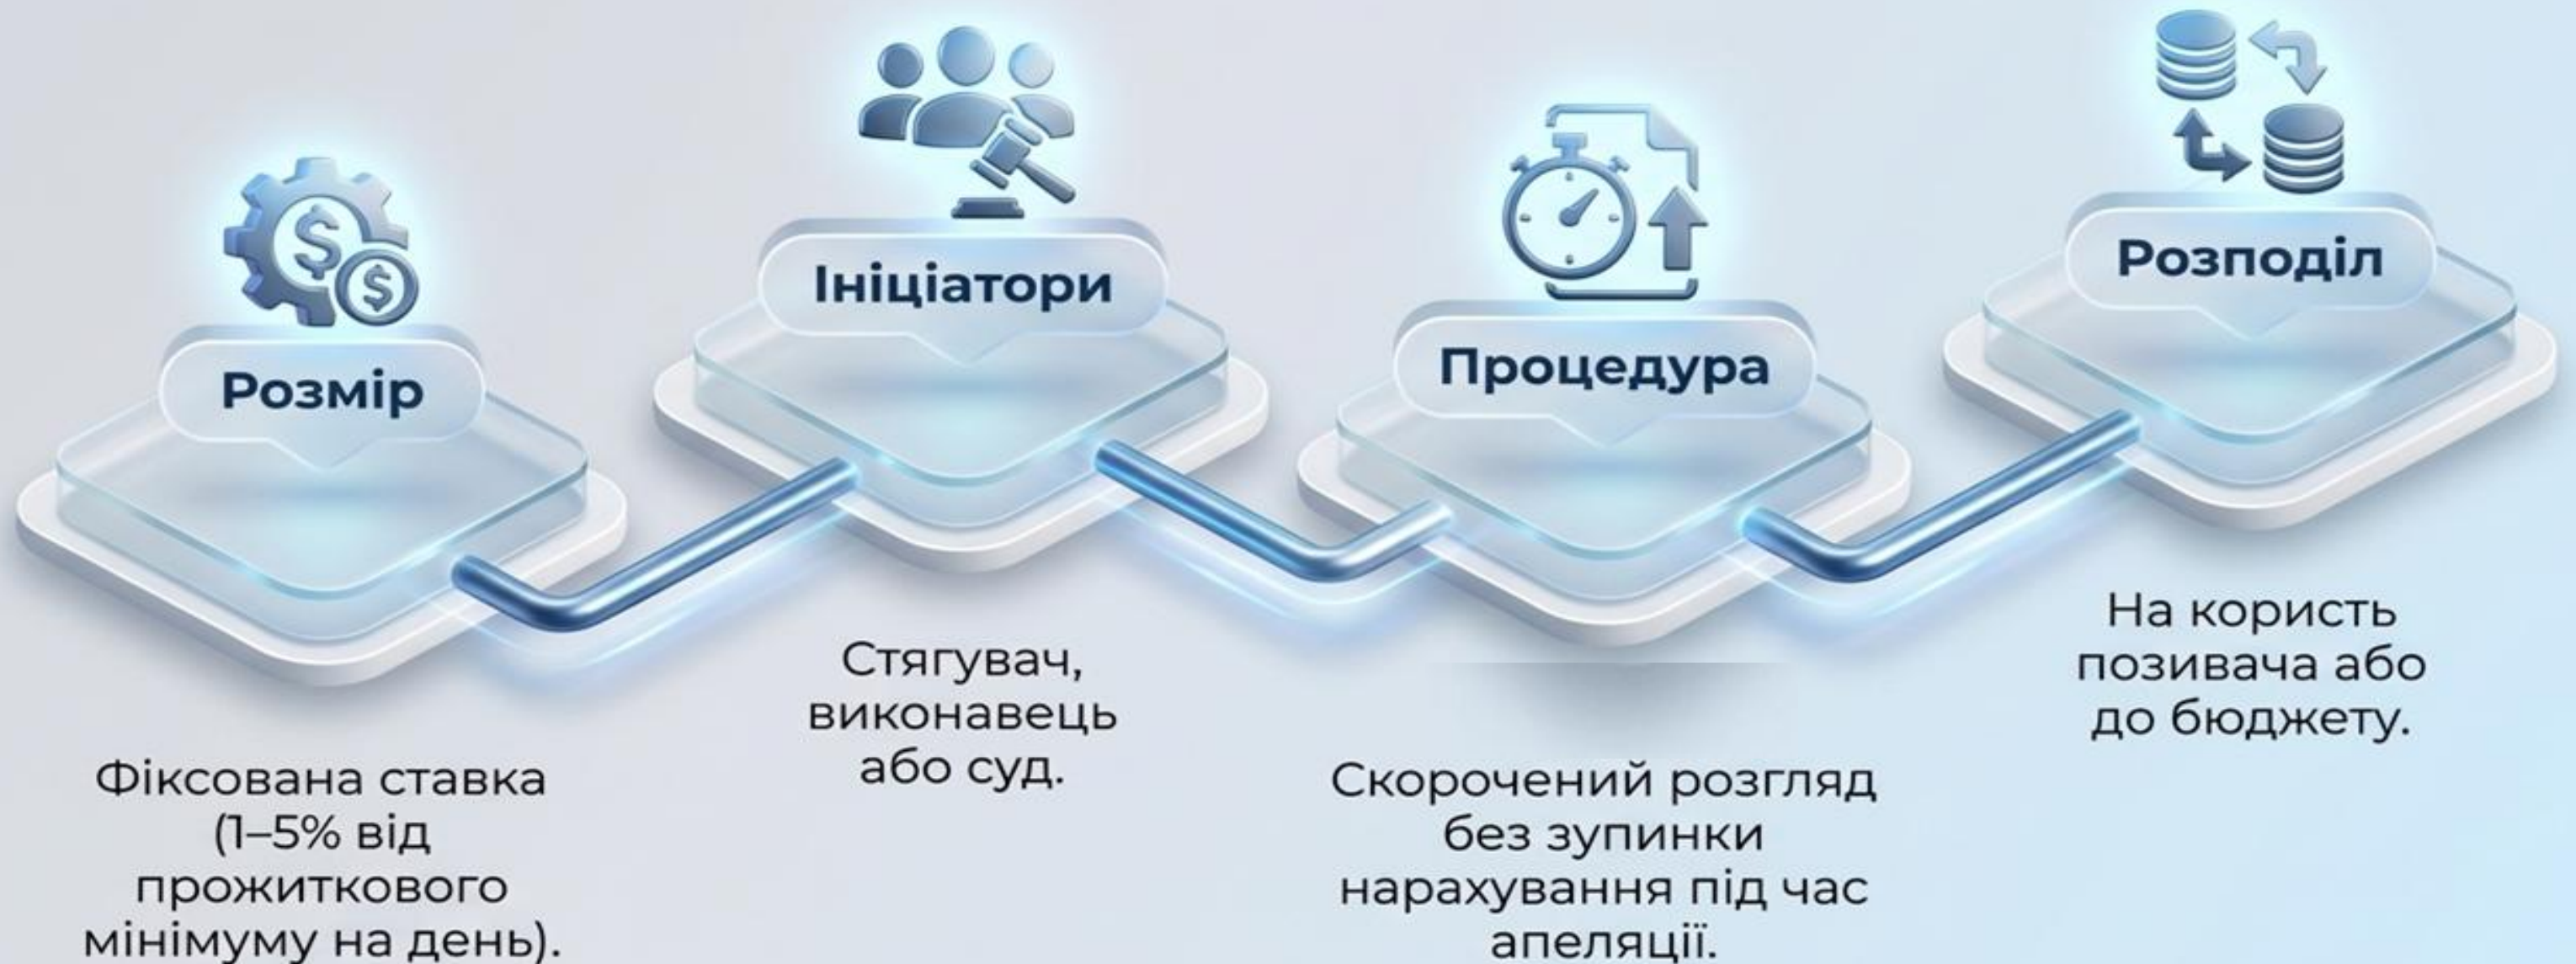 Розмір
Фіксована ставка
(1–5% від
прожиткового
мінімуму на день).
Ініціатори
Стягувач,
виконавець
або суд.
Процедура
Скорочений розгляд
без зупинки
нарахування під час
апеляції.
Розподіл
На користь
позивача або
до бюджету.